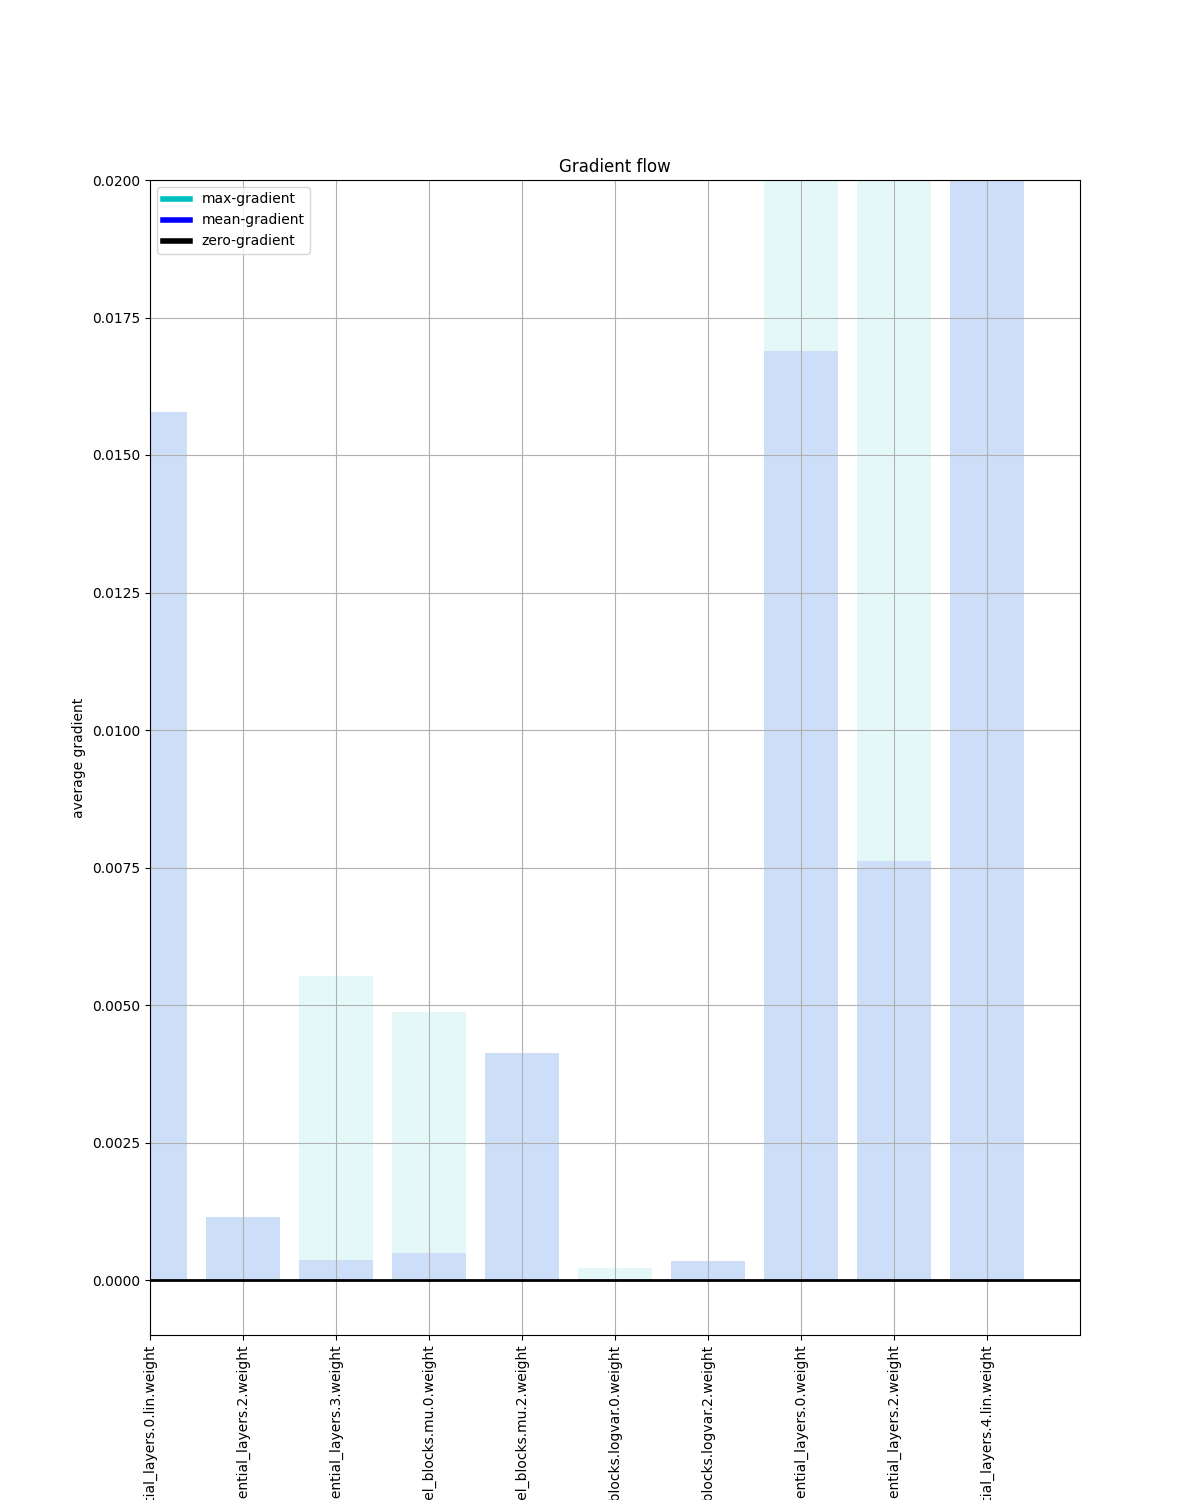 Gradient flow
max-gradient
mean-gradient
zero-gradient
average gradient
0.0200
0.0175
0.0150
0.0125
0.0100
0.0075
0.0050
0.0025
0.0000
tial_layers.0.lin.weight
ential_layers.2.weight
ential_layers.3.weight
el_blocks.mu.0.weight
el_blocks.mu.2.weight
blocks.logvar.0.weight
blocks.logvar.2.weight
ential_layers.0.weight
ential_layers.2.weight
tial_layers.4.lin.weight